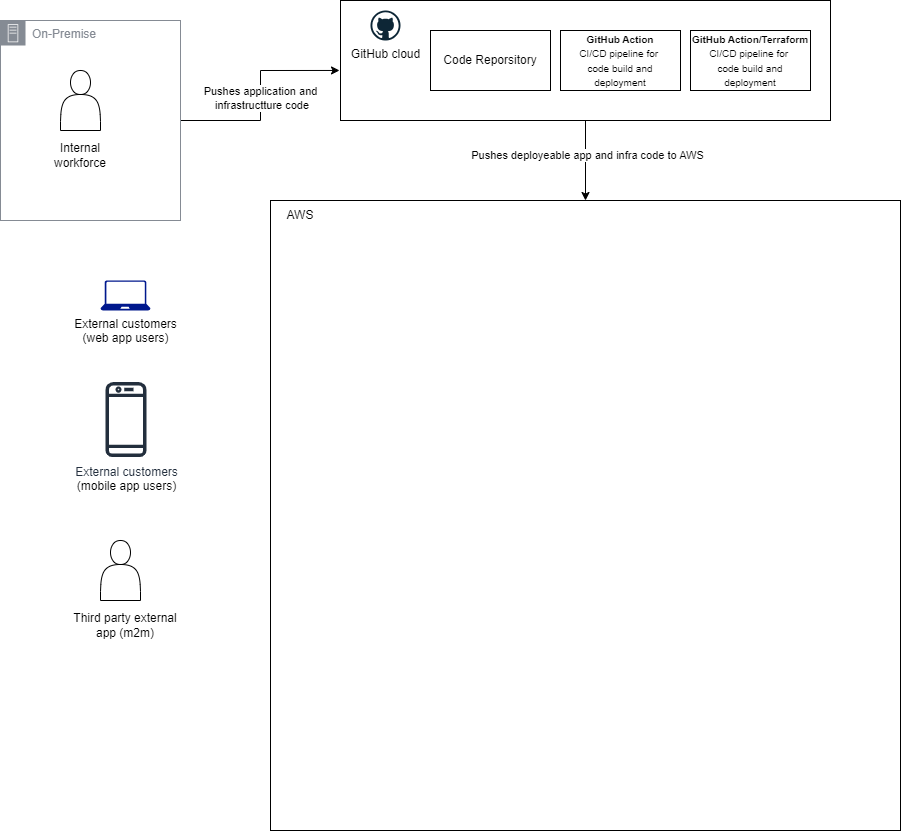 On-Premise
Internal
workforce
Pushes application and
infrastructture code
GitHub cloud
Code Reporsitory
GitHub Action
CI/CD pipeline for
code build and
deployment
GitHub Action/Terraform
CI/CD pipeline for
code build and
deployment
Pushes deployeable app and infra code to AWS
AWS
External customers
(web app users)
External customers
(mobile app users)
Third party external
app (m2m)